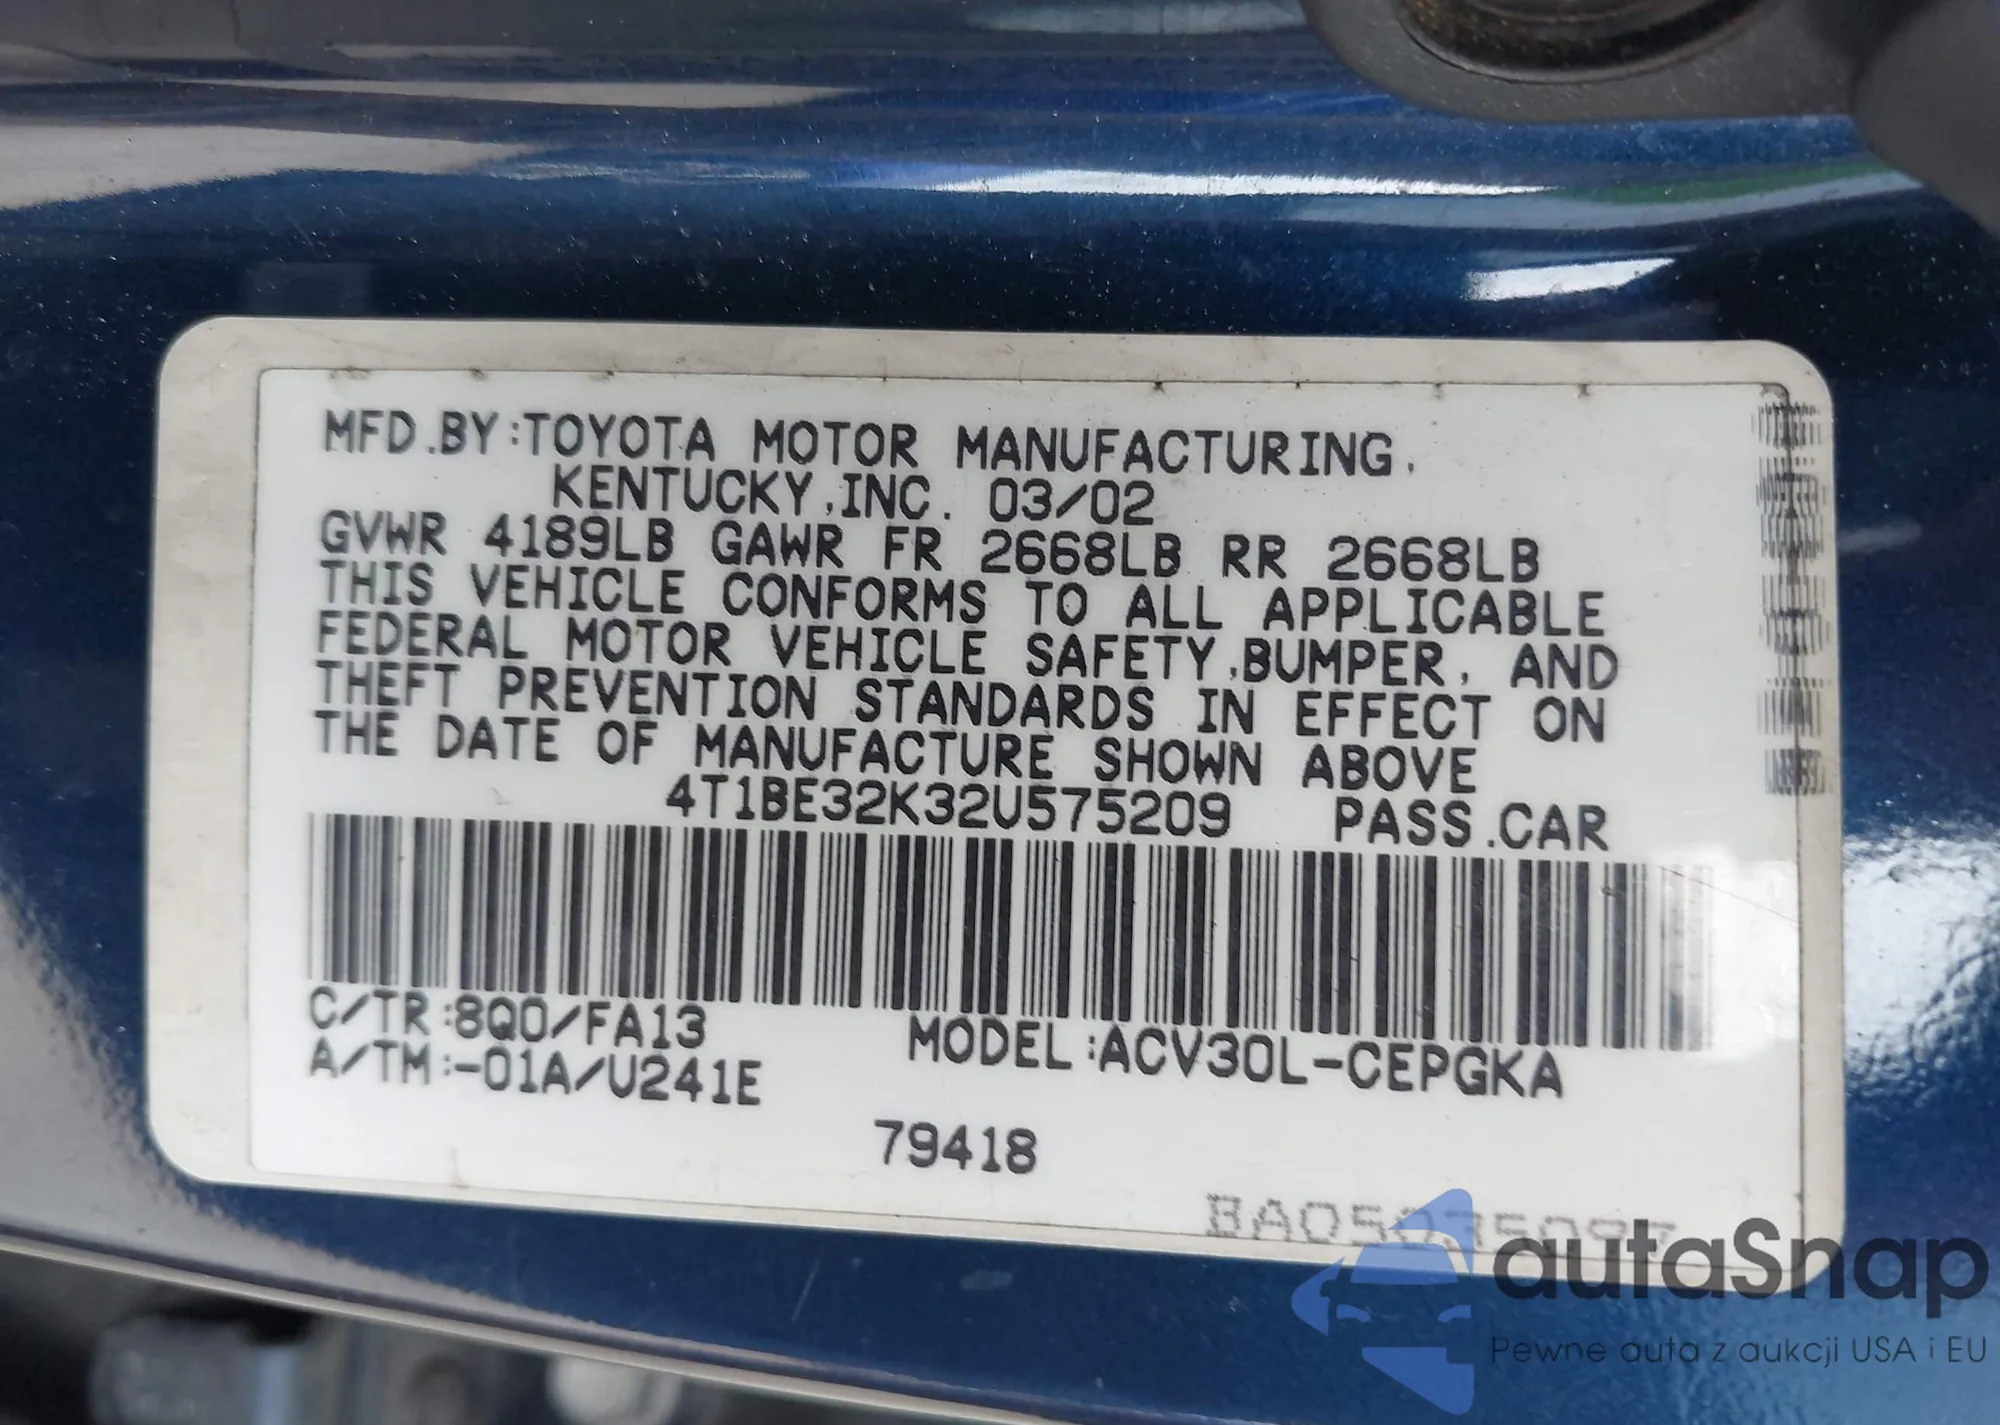 MFD.BY:TOYOTA MOTOR MANUFACTURING,
KENTUCKY,INC. 03/02
GVWR 4189LB GAWR FR 2668LB RR 2668LB
THIS VEHICLE CONFORMS TO ALL APPLICABLE
FEDERAL MOTOR VEHICLE SAFETY,BUMPER, AND
THEFT PREVENTION STANDARDS IN EFFECT ON
THE DATE OF MANUFACTURE SHOWN ABOVE
4T1BE32K32U575209 PASS.CAR
C/TR:8Q0/FA13 MODEL:ACV30L-CEPGKA
A/TM:-01A/U241E
79418
autaSnap
Pewne auta z aukcji USA i EU